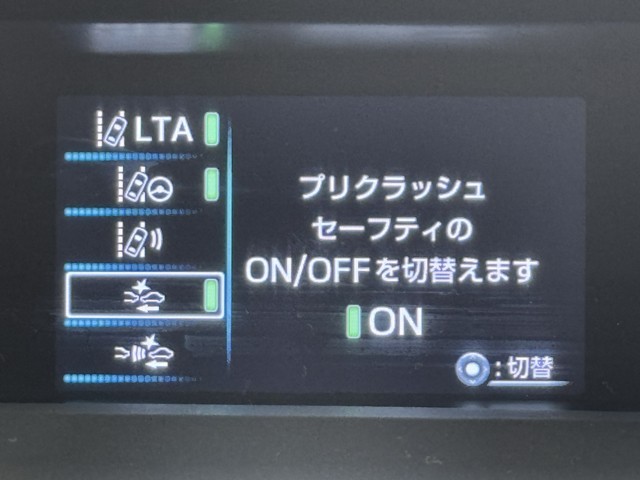 LTA
プリクラッシュ
セーフティの
ON/OFFを切替えます
ON
:切替